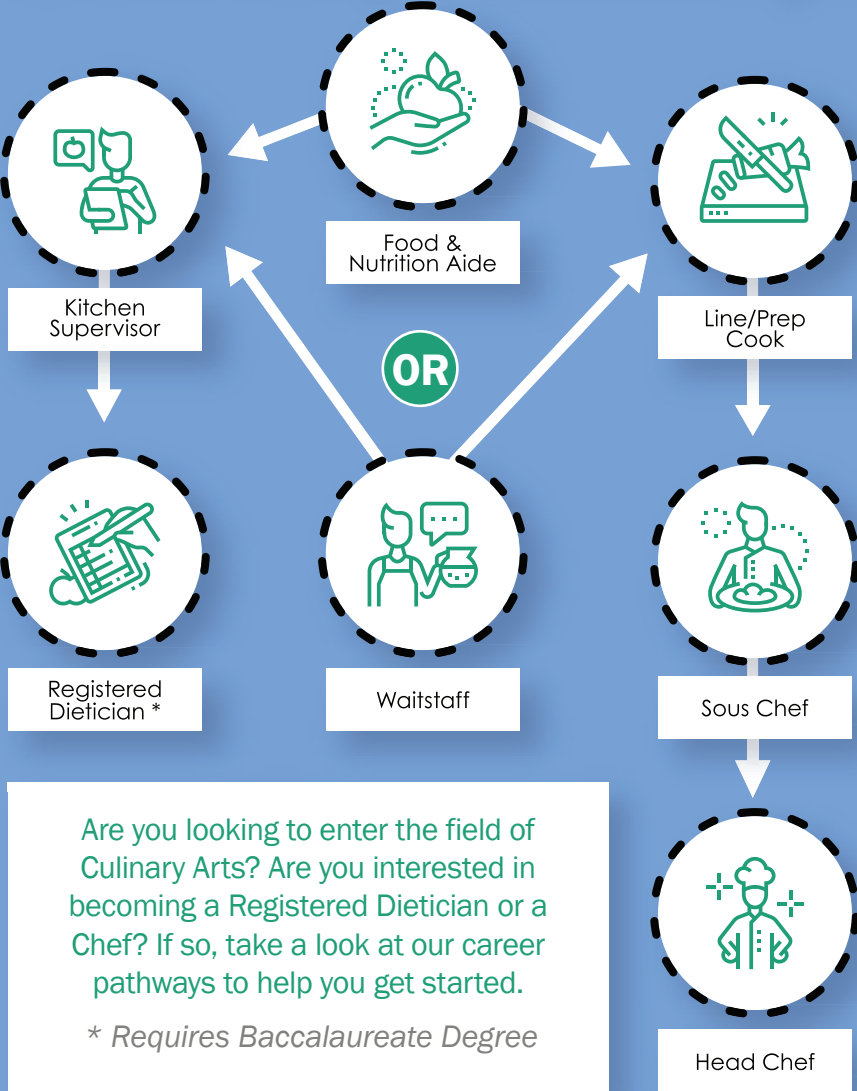 Food &
Nutrition Aide
Kitchen
Supervisor
Line/Prep
Cook
OR
Registered
Dietician *
Waitstaff
Sous Chef
Are you looking to enter the field of
Culinary Arts? Are you interested in
becoming a Registered Dietician or a
Chef? If so, take a look at our career
pathways to help you get started.
* Requires Baccalaureate Degree
Head Chef